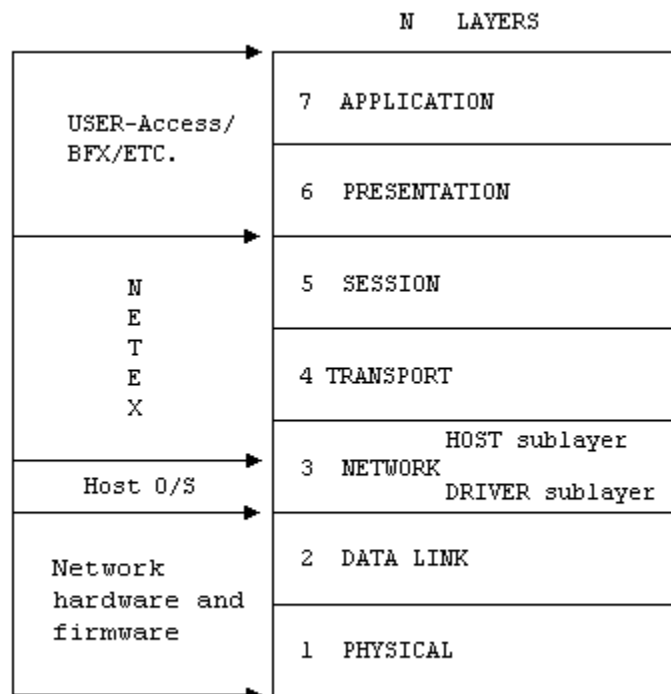 N LAYERS
USER-Access/
BFX/ETC.
7 APPLICATION
6 PRESENTATION
N
E
T
E
X
5 SESSION
4 TRANSPORT
Host O/S
HOST sublayer
3 NETWORK
DRIVER sublayer
Network
hardware and
firmware
2 DATA LINK
1 PHYSICAL